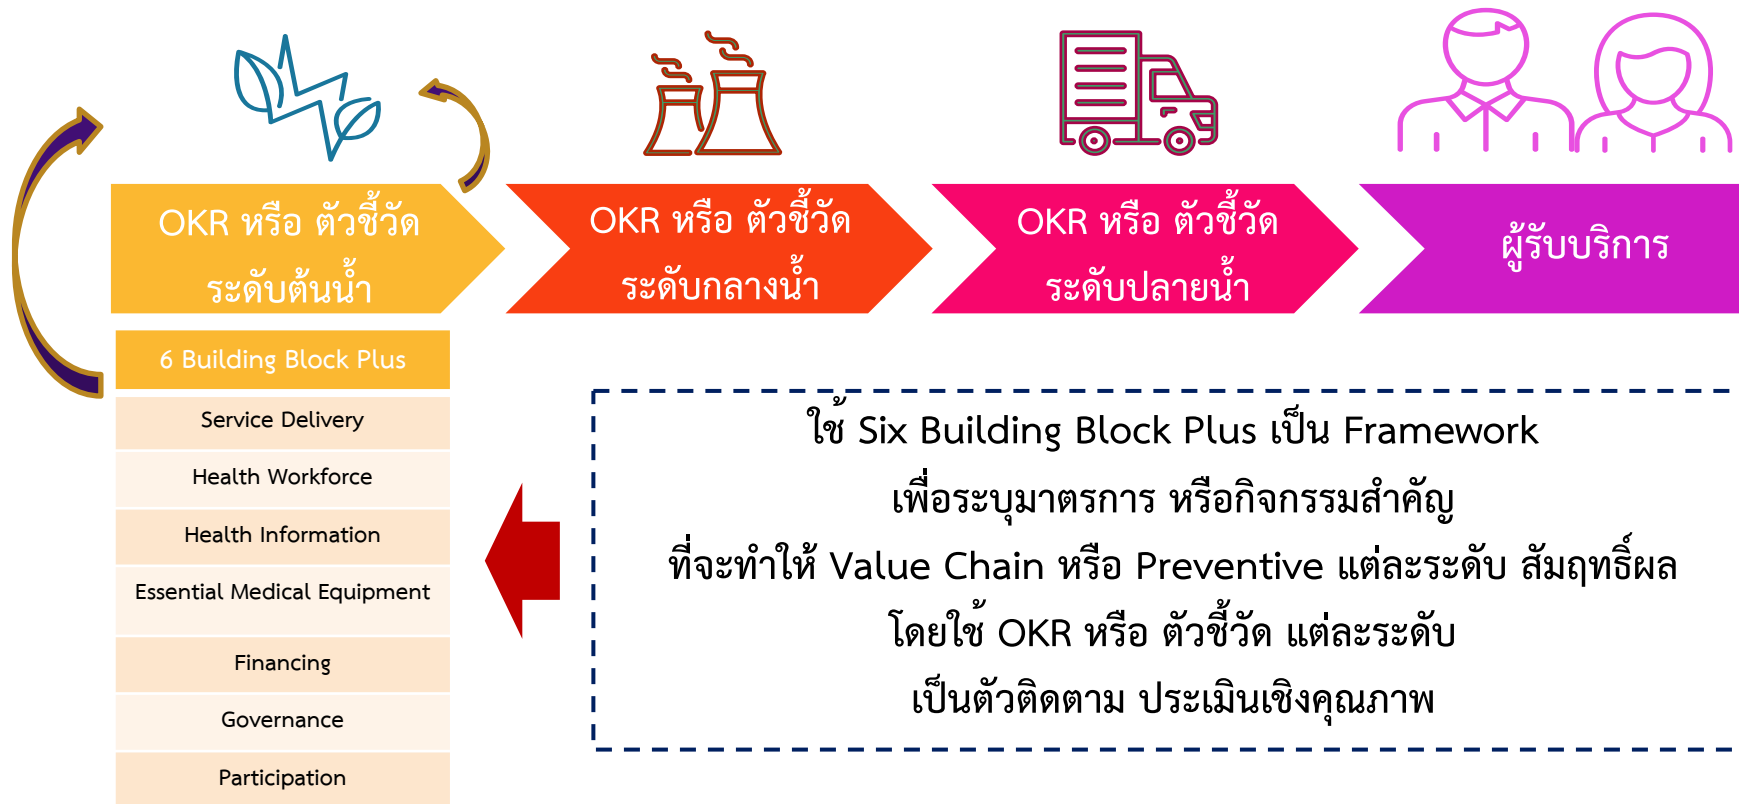 OKR หรือ ตัวชี้วัด
ระดับต้นน้ำ
OKR หรือ ตัวชี้วัด
ระดับกลางน้ำ
OKR หรือ ตัวชี้วัด
ระดับปลายน้ำ
ผู้รับบริการ
6 Building Block Plus
Service Delivery
Health Workforce
Health Information
Essential Medical Equipment
Financing
Governance
Participation
ใช้ Six Building Block Plus เป็น Framework
เพื่อระบุมาตรการ หรือกิจกรรมสำคัญ
ที่จะทำให้ Value Chain หรือ Preventive แต่ละระดับ สัมฤทธิ์ผล
โดยใช้ OKR หรือ ตัวชี้วัด แต่ละระดับ
เป็นตัวติดตาม ประเมินเชิงคุณภาพ